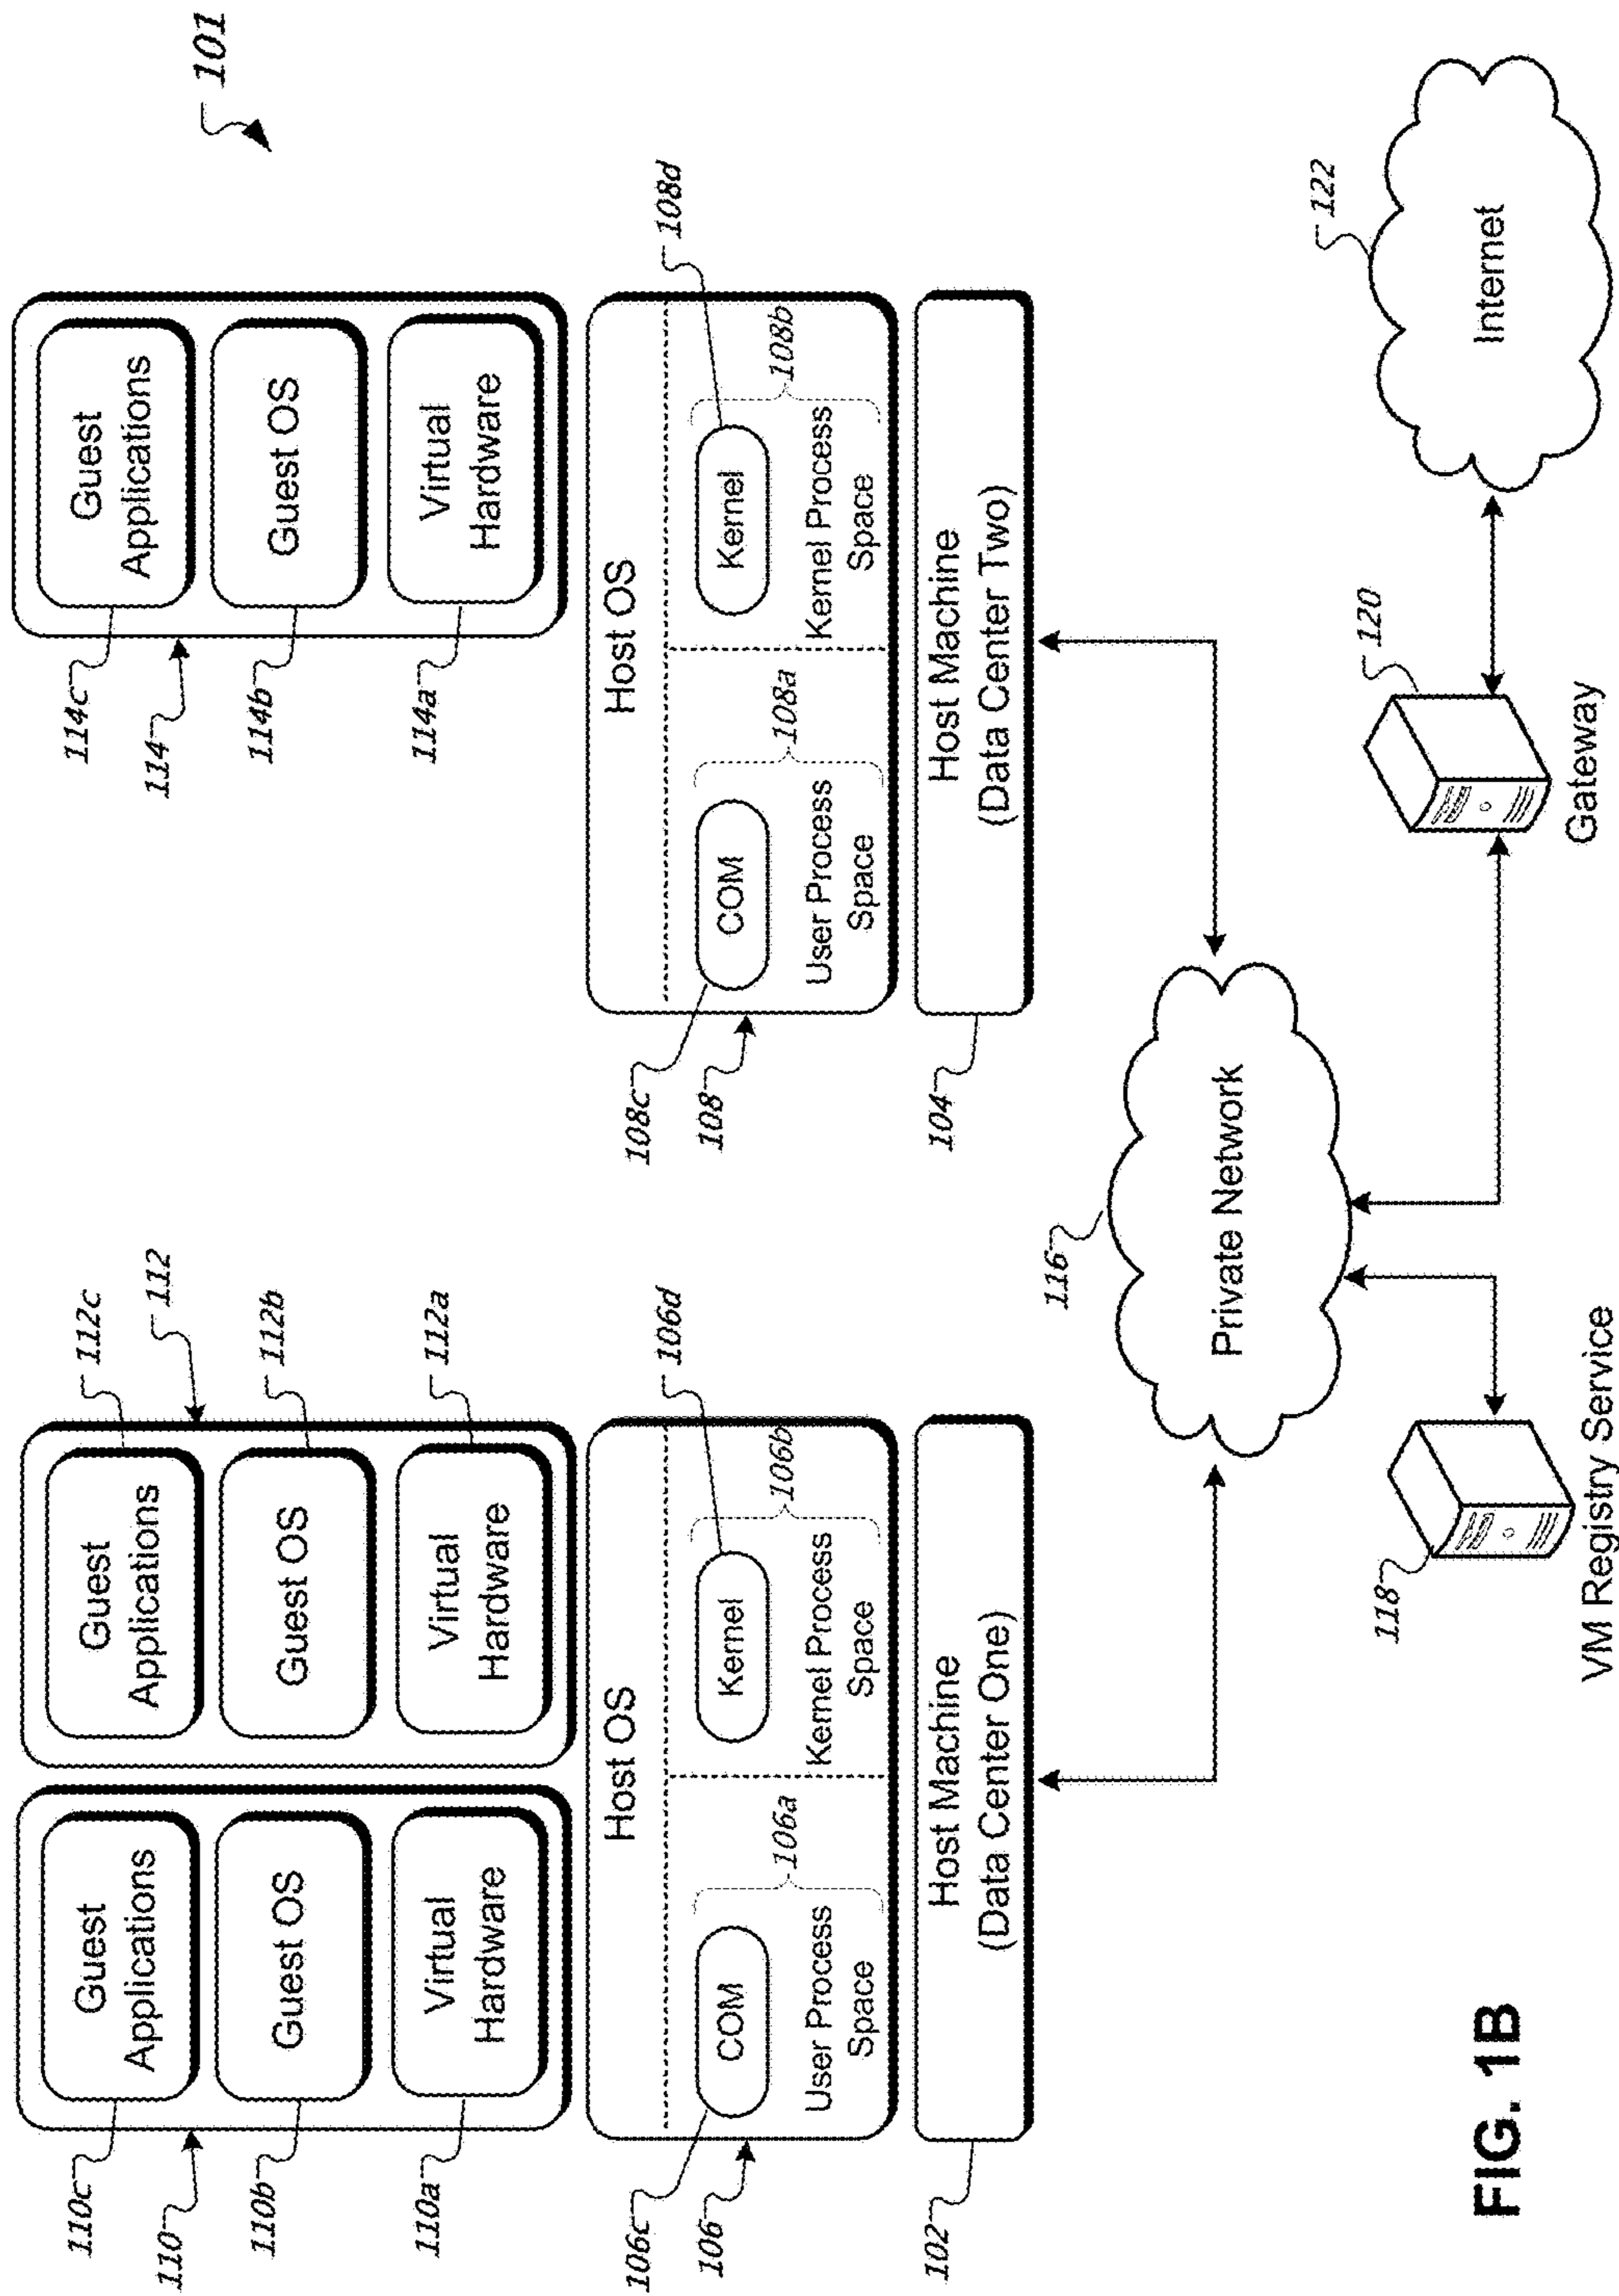 101
110c
Guest
Applications
110
110b
Guest OS
110a
Virtual
Hardware
Guest
Applications
112c
112
Guest OS
112b
Virtual
Hardware
112a
114c
Guest
Applications
114
114b
Guest OS
114a
Virtual
Hardware
Host OS
106c
COM
106a
User Process
Space
106
Kernel
106d
106b
Kernel Process
Space
Host OS
108c
COM
108a
User Process
Space
108
Kernel
108d
108b
Kernel Process
Space
102
Host Machine
(Data Center One)
104
Host Machine
(Data Center Two)
116
Private Network
118
VM Registry Service
120
Gateway
122
Internet
FIG. 1B